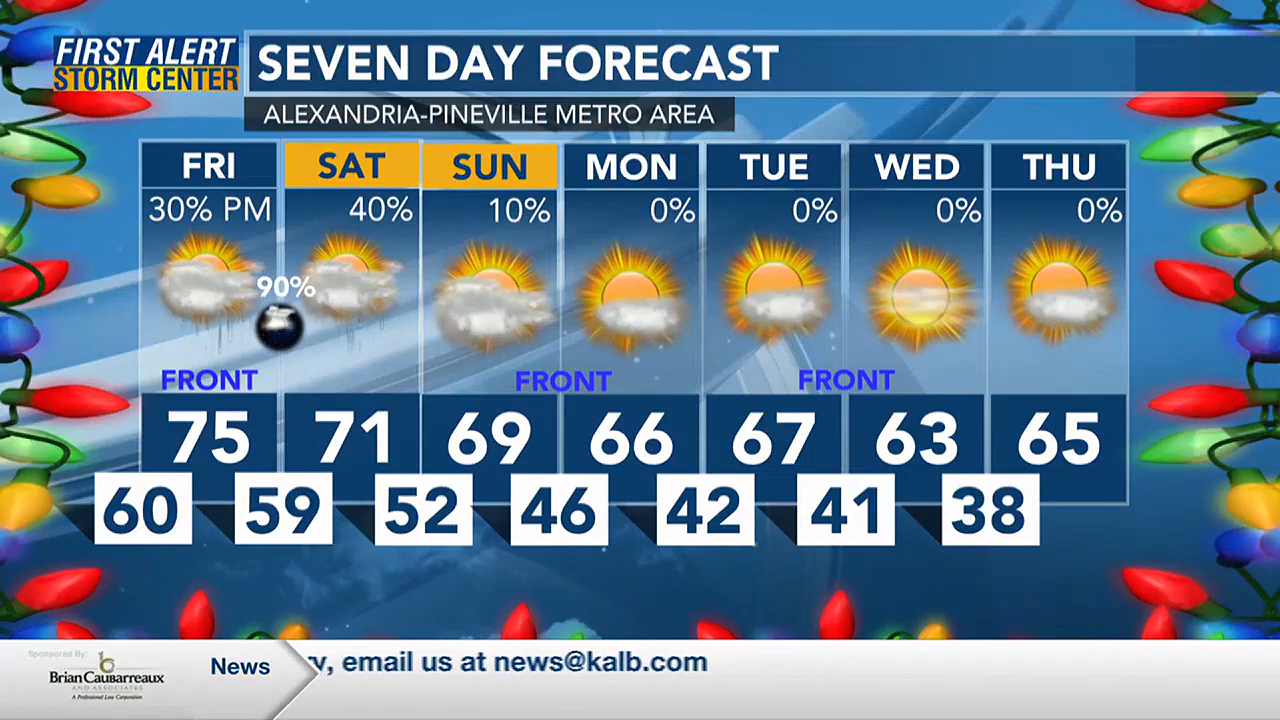 FIRST ALERT
STORM CENTER
SEVEN DAY FORECAST
ALEXANDRIA-PINEVILLE METRO AREA
FRI SAT SUN MON TUE WED THU
30% PM 40% 10% 0% 0% 0% 0%
90%
FRONT FRONT FRONT
75 71 69 66 67 63 65
60 59 52 46 42 41 38
Sponsored By:
Brian Caubarreaux
AND ASSOCIATES
A Professional Law Corporation
News
, email us at news@kalb.com